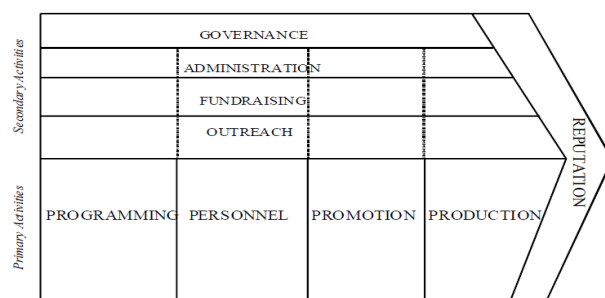 Secondary Activities
GOVERNANCE
ADMINISTRATION
FUNDRAISING
OUTREACH
Primary Activities
PROGRAMMING
PERSONNEL
PROMOTION
PRODUCTION
REPUTATION